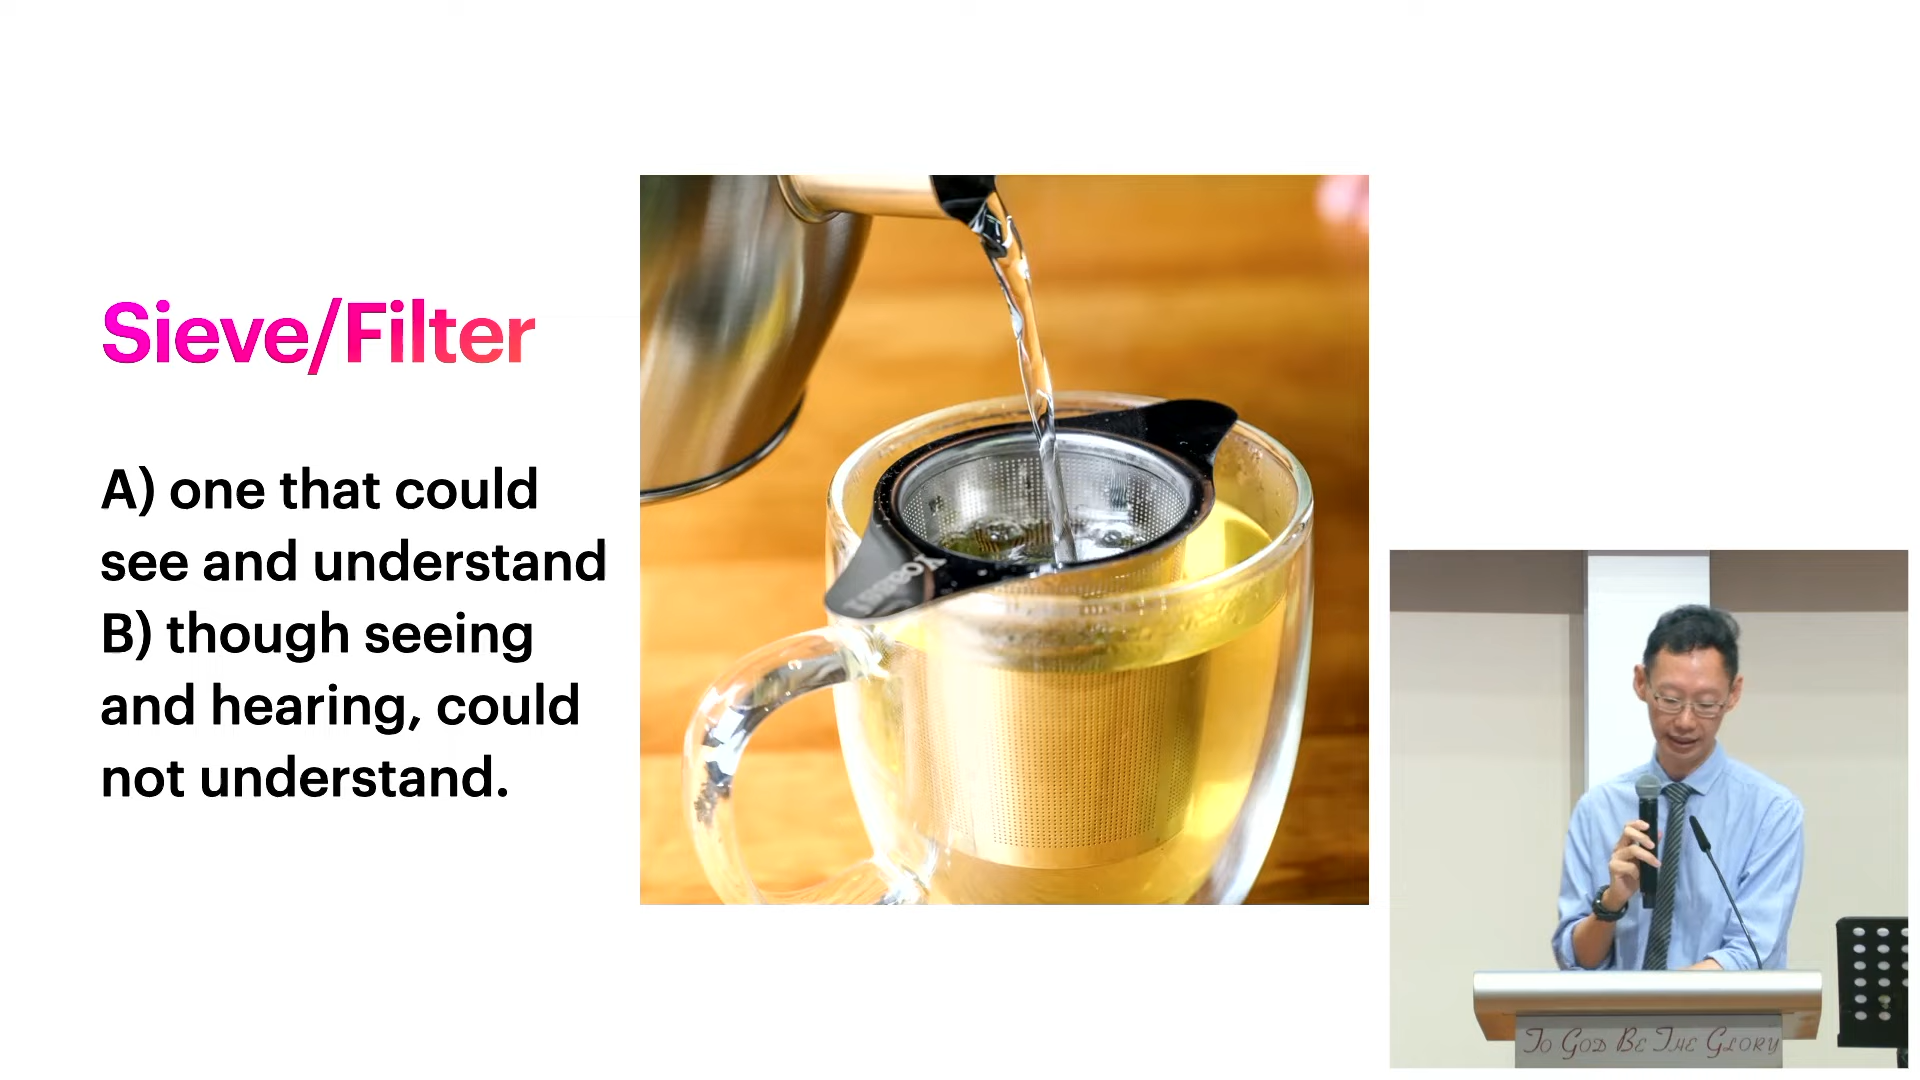 Sieve/Filter
A) one that could
see and understand
B) though seeing
and hearing, could
not understand.
To God Be The Glory